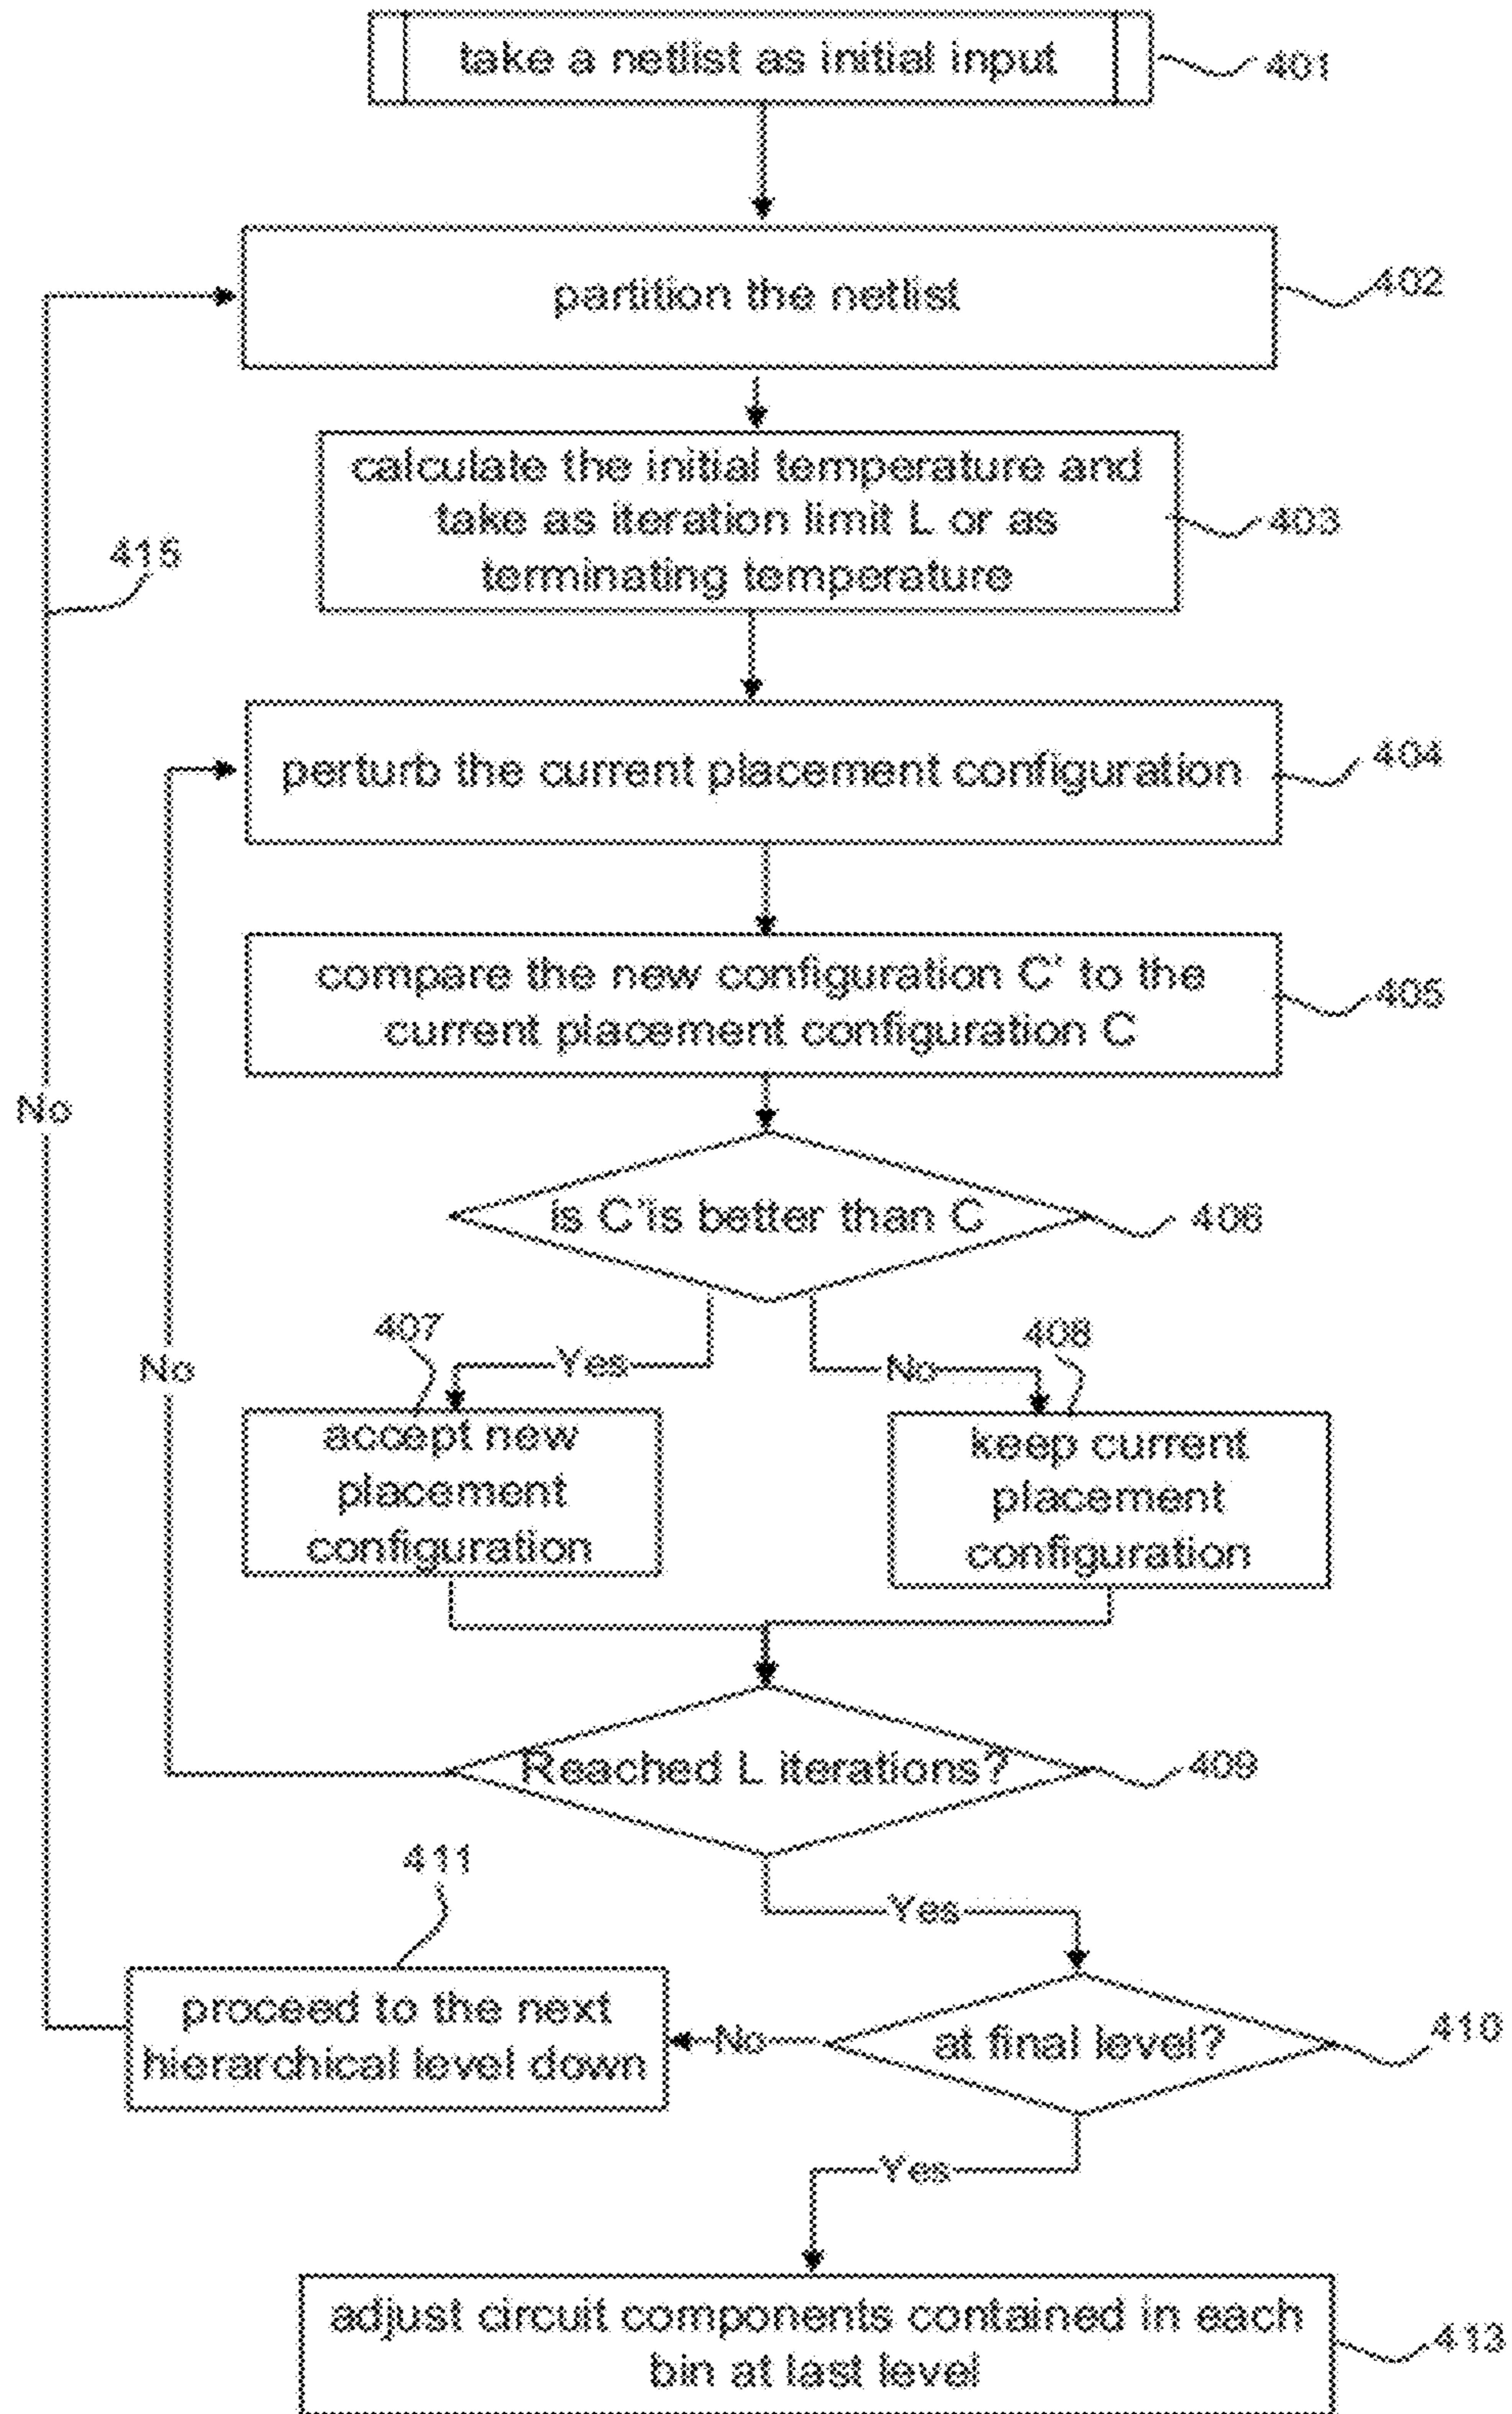 take a netlist as initial input
401
partition the netlist
402
calculate the initial temperature and
take as iteration limit L or as
terminating temperature
403
415
perturb the current placement configuration
404
compare the new configuration C' to the
current placement configuration C
405
No
is C'is better than C
406
407
Yes
408
No
No
accept new
placement
configuration
keep current
placement
configuration
Reached L iterations?
409
411
Yes
proceed to the next
hierarchical level down
No
at final level?
410
Yes
adjust circuit components contained in each
bin at last level
413